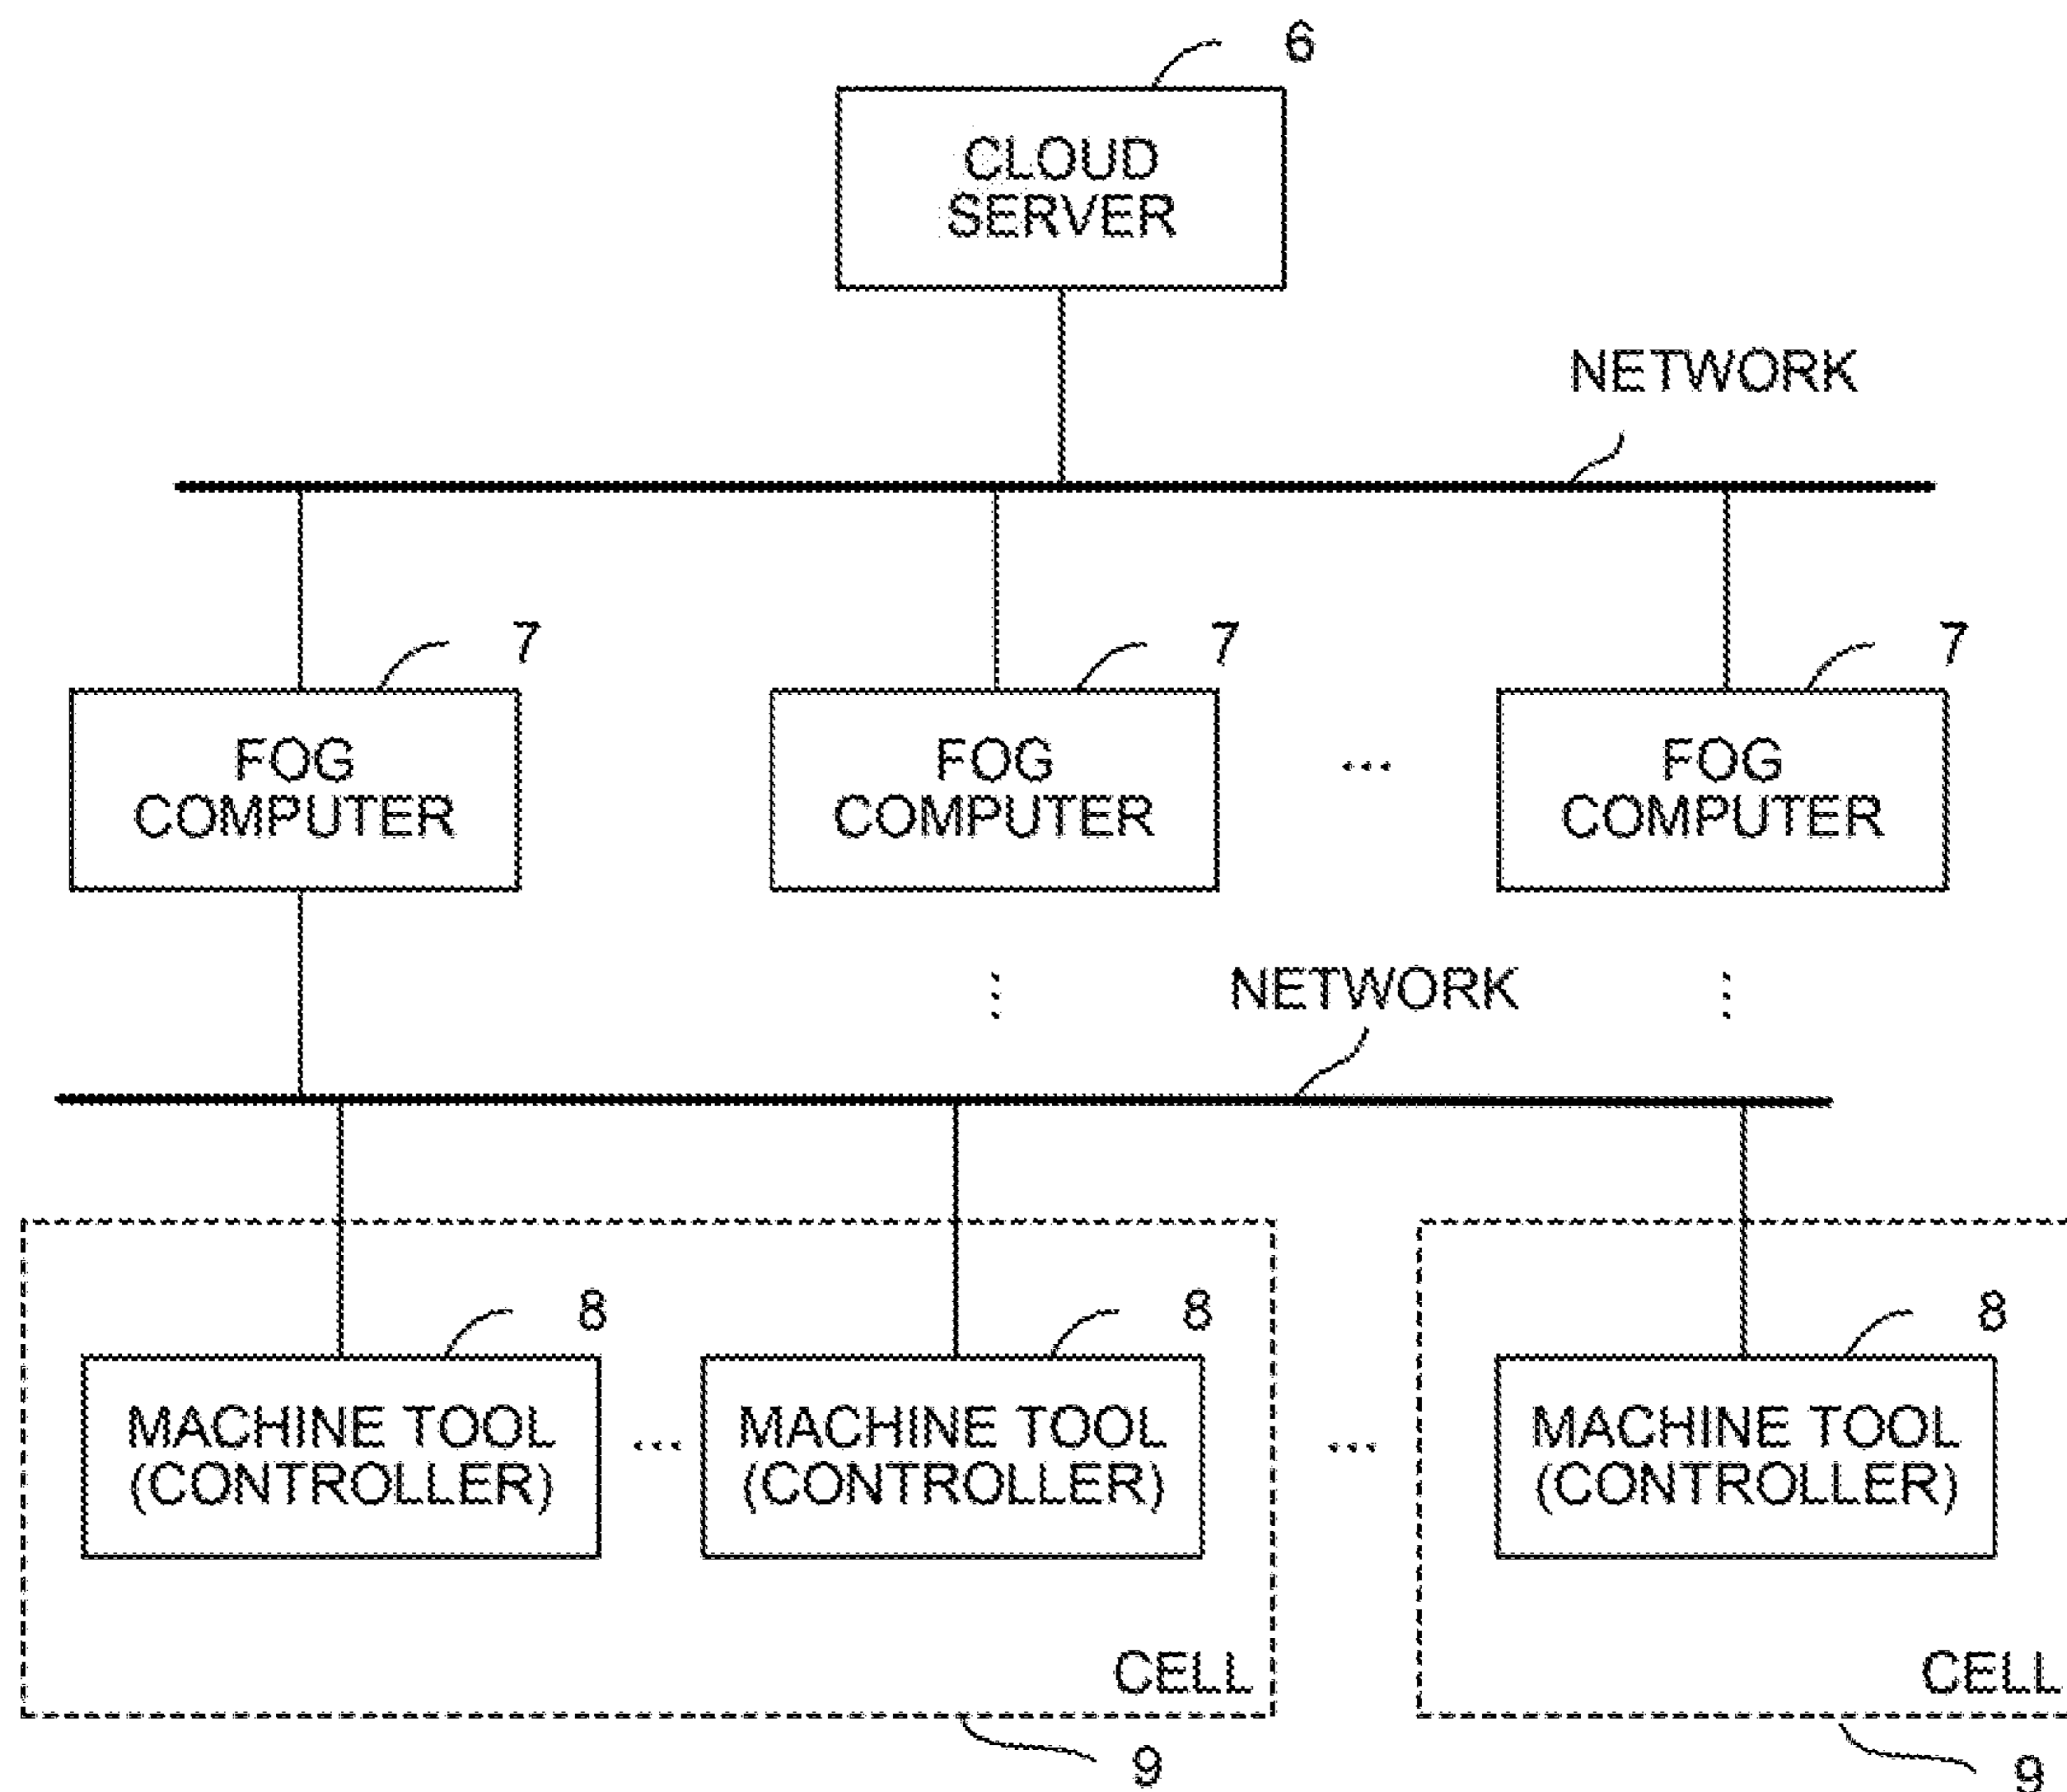 6
CLOUD
SERVER
NETWORK
7
7
7
FOG
COMPUTER
FOG
COMPUTER
...
FOG
COMPUTER
NETWORK
8
8
8
MACHINE TOOL
(CONTROLLER)
...
MACHINE TOOL
(CONTROLLER)
...
MACHINE TOOL
(CONTROLLER)
CELL
CELL
9
9